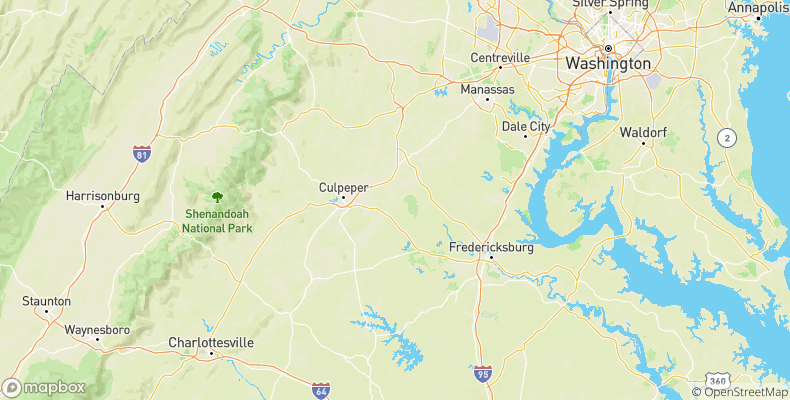 Silver Spring
Annapolis
Washington
Centreville
Manassas
Dale City
Waldorf
2
81
Harrisonburg
Culpeper
Shenandoah
National Park
Fredericksburg
Staunton
Waynesboro
Charlottesville
64
95
360
mapbox
© OpenStreetMap